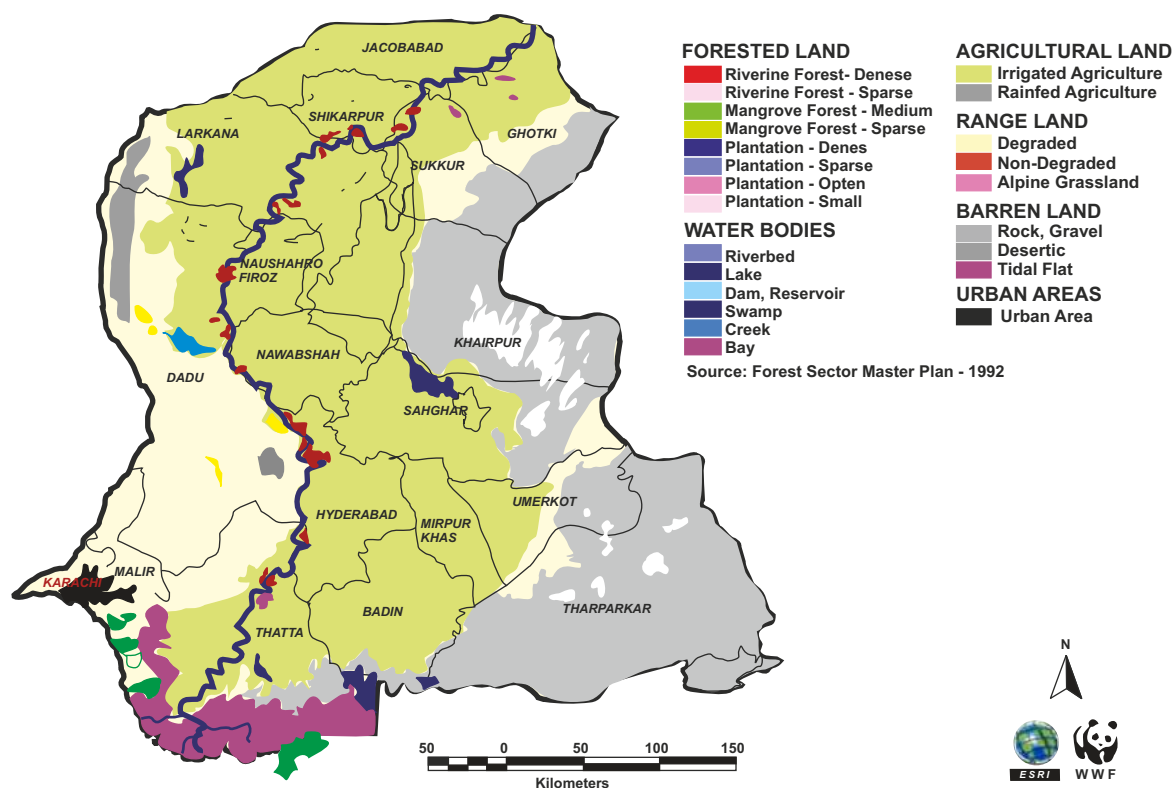 JACOBABAD
SHIKARPUR
LARKANA
GHOTKI
SUKKUR
NAUSHAHRO
FIROZ
KHAIRPUR
NAWABSHAH
DADU
SAHGHAR
UMERKOT
HYDERABAD
MIRPUR
KHAS
MALIR
KARACHI
BADIN
THARPARKAR
THATTA
FORESTED LAND
Riverine Forest- Denese
Riverine Forest - Sparse
Mangrove Forest - Medium
Mangrove Forest - Sparse
Plantation - Denes
Plantation - Sparse
Plantation - Opten
Plantation - Small
WATER BODIES
Riverbed
Lake
Dam, Reservoir
Swamp
Creek
Bay
Source: Forest Sector Master Plan - 1992
AGRICULTURAL LAND
Irrigated Agriculture
Rainfed Agriculture
RANGE LAND
Degraded
Non-Degraded
Alpine Grassland
BARREN LAND
Rock, Gravel
Desertic
Tidal Flat
URBAN AREAS
Urban Area
N
50 0 50 100 150
Kilometers
ESRI
WWF